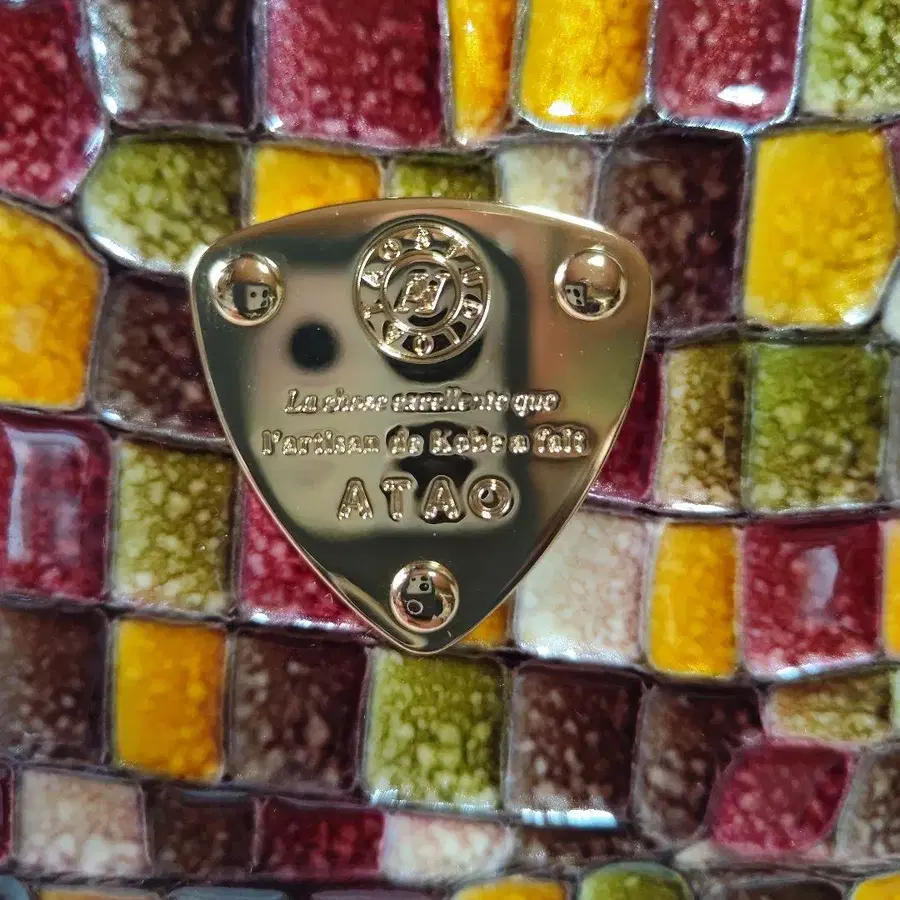 La chose excellente que
l'artisan de Kobe a fait
ATAO